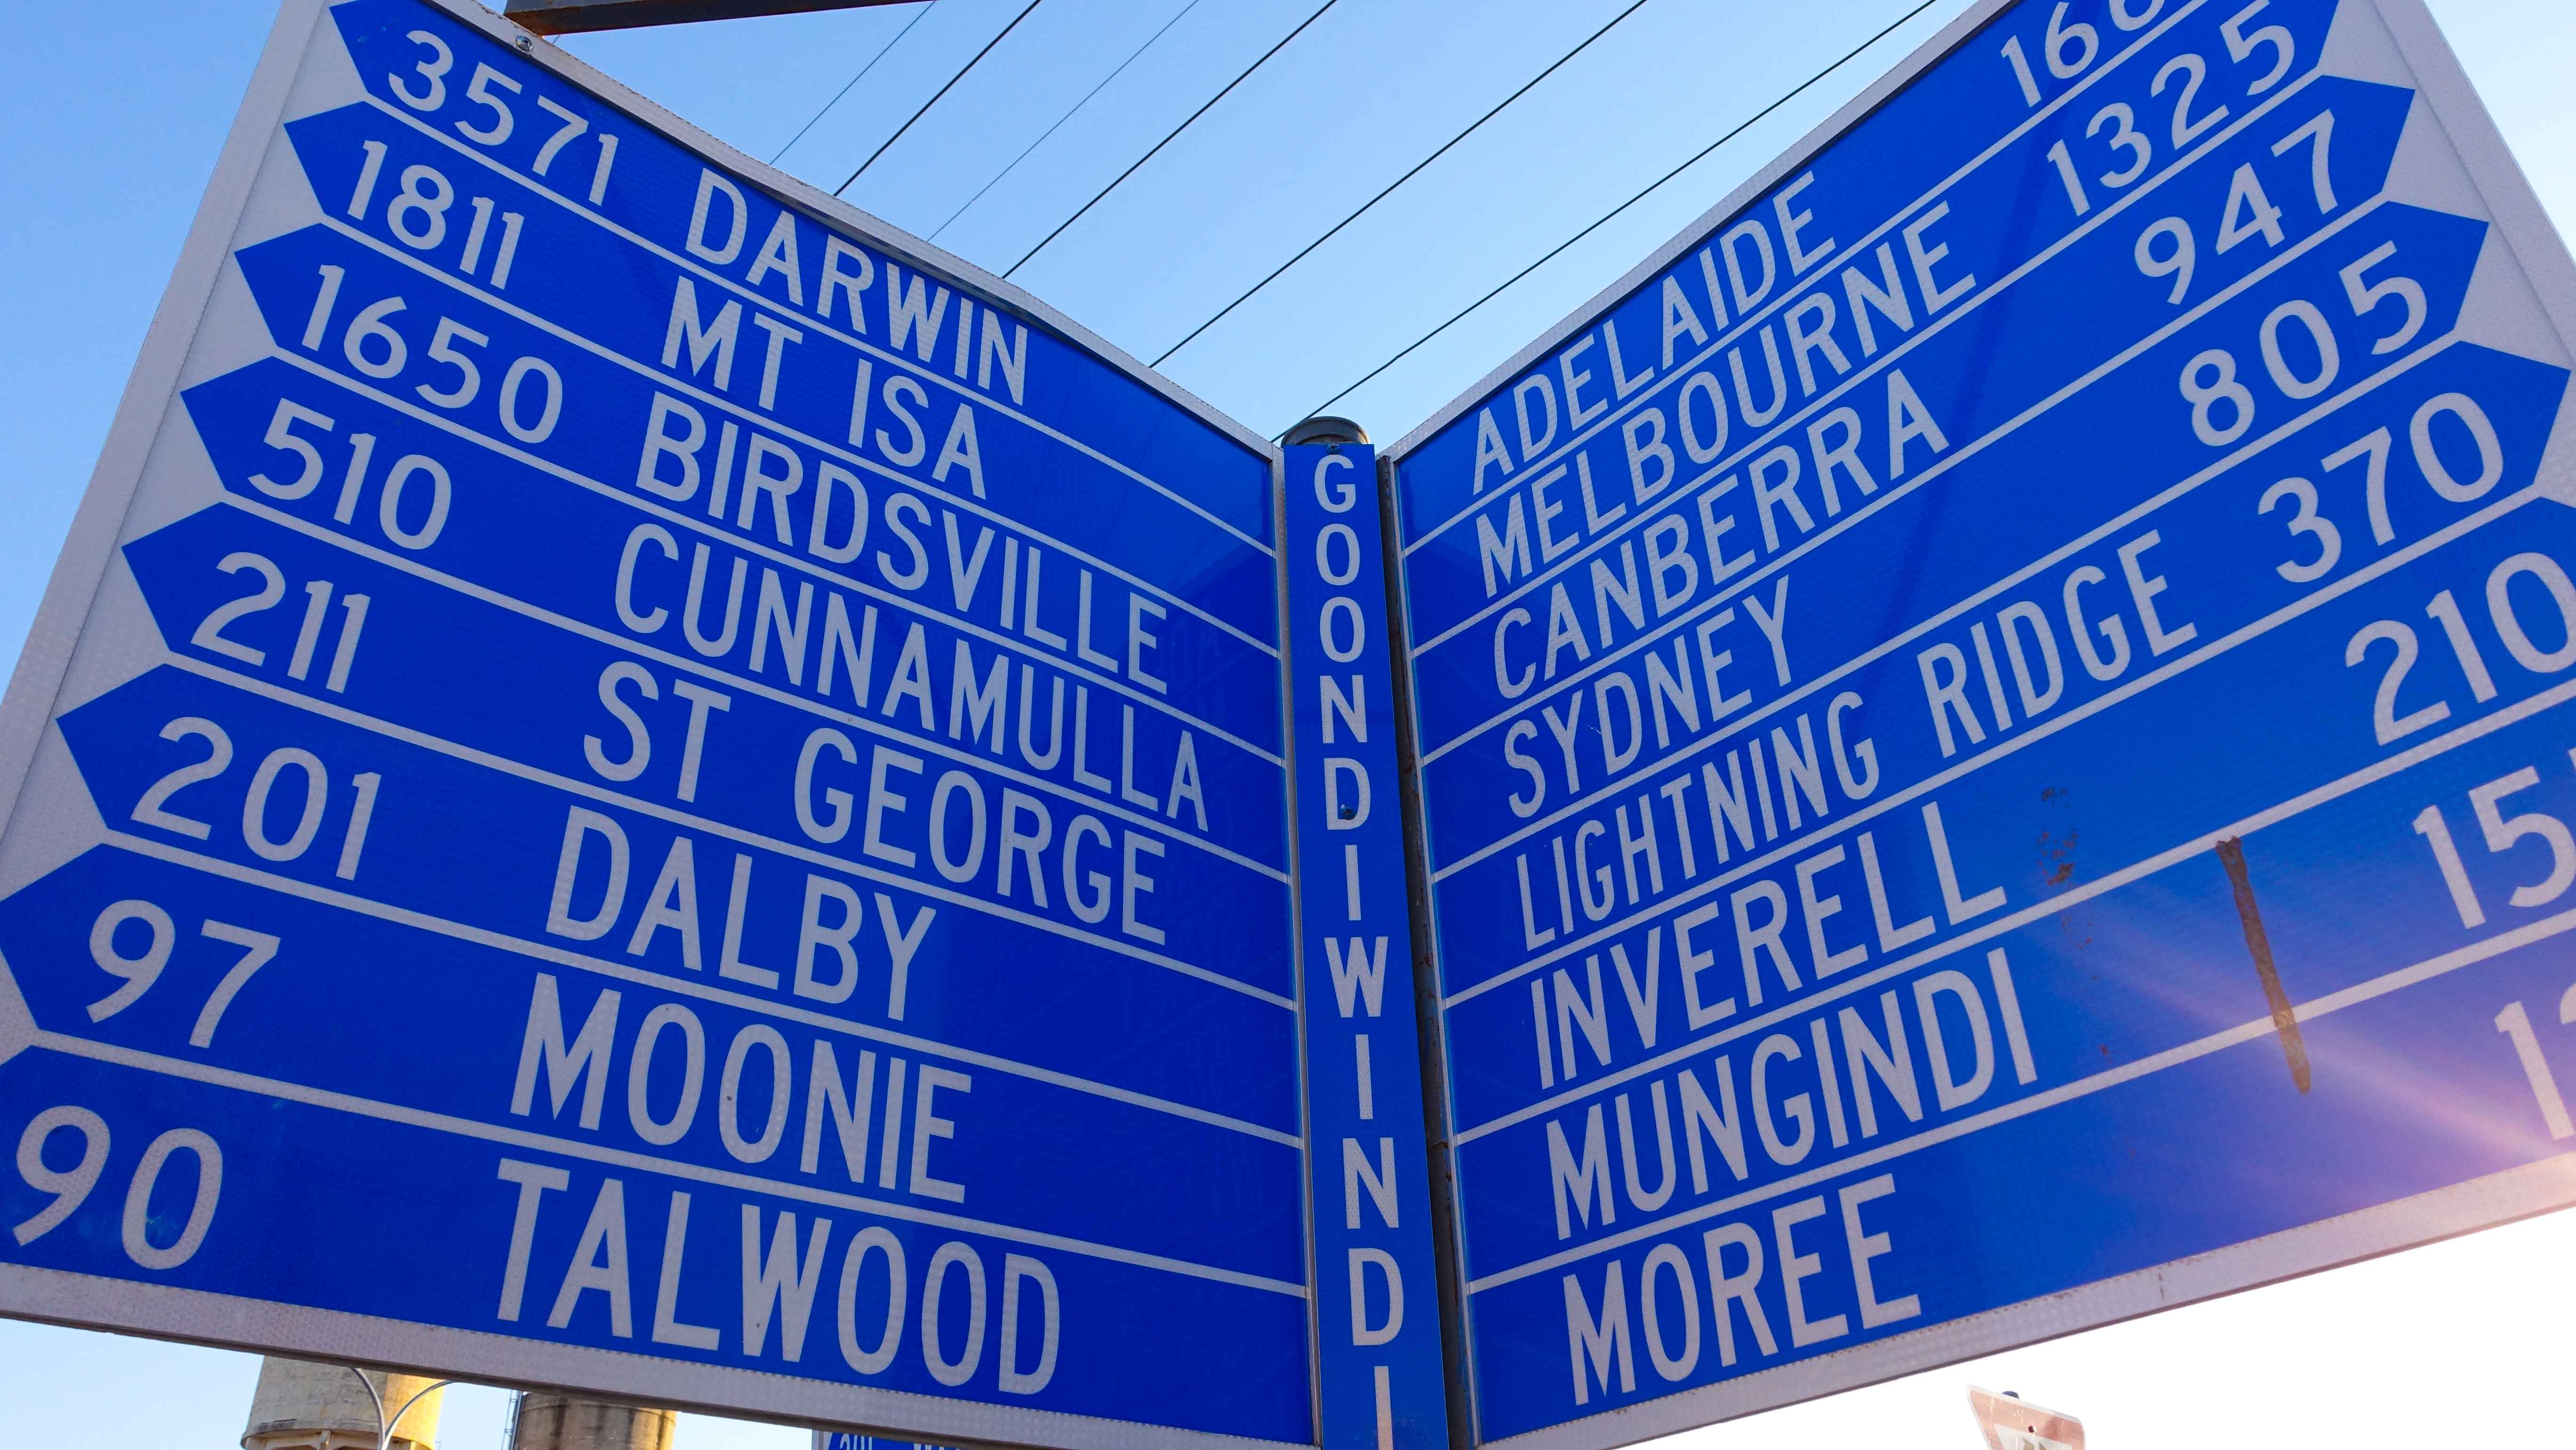 3571 DARWIN
1811 MT ISA
1650 BIRDSVILLE
510 CUNNAMULLA
211 ST GEORGE
201 DALBY
97 MOONIE
90 TALWOOD
GOONDIWINDI
ADELAIDE
MELBOURNE 1325
CANBERRA 947
SYDNEY 805
LIGHTNING RIDGE 370
INVERELL 210
MUNGINDI
MOREE